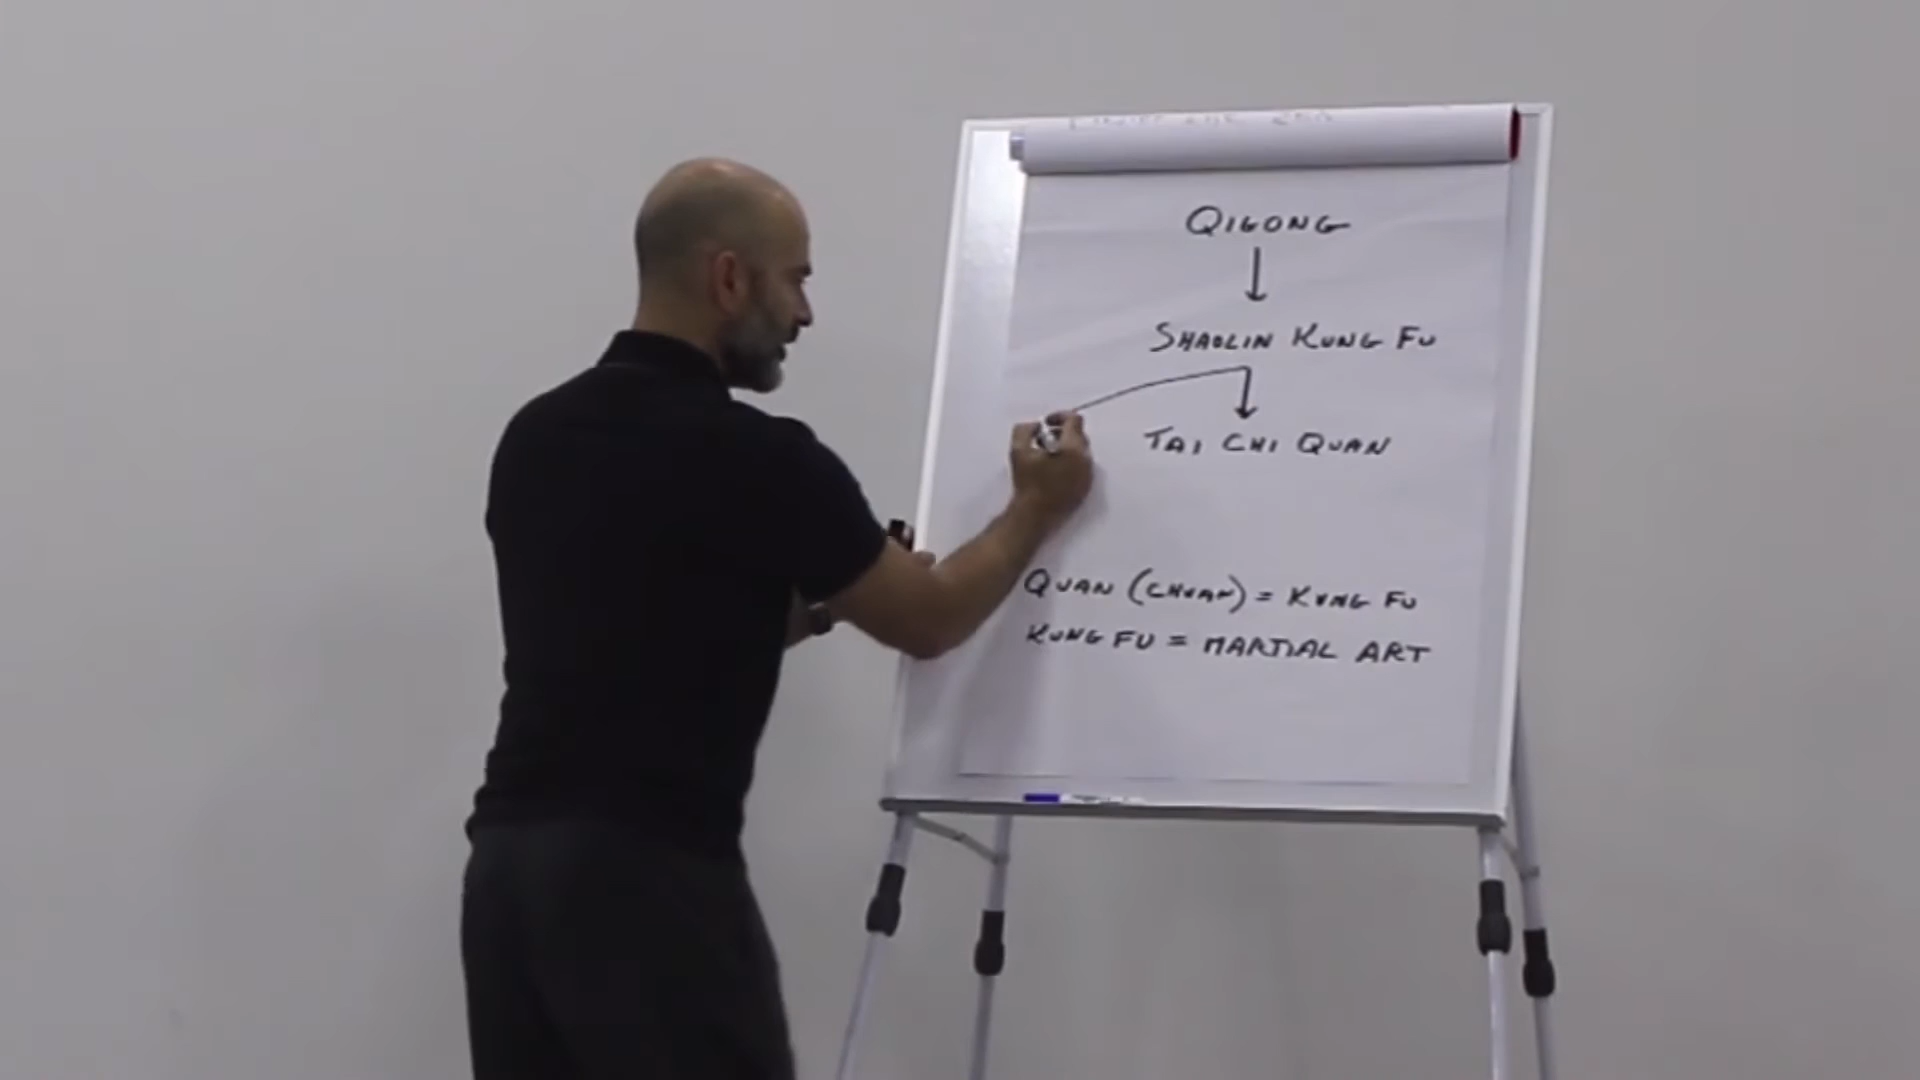 QIGONG
SHAOLIN KUNG FU
TAI CHI QUAN
QUAN (CHUAN) = KUNG FU
KUNG FU = MARTIAL ART